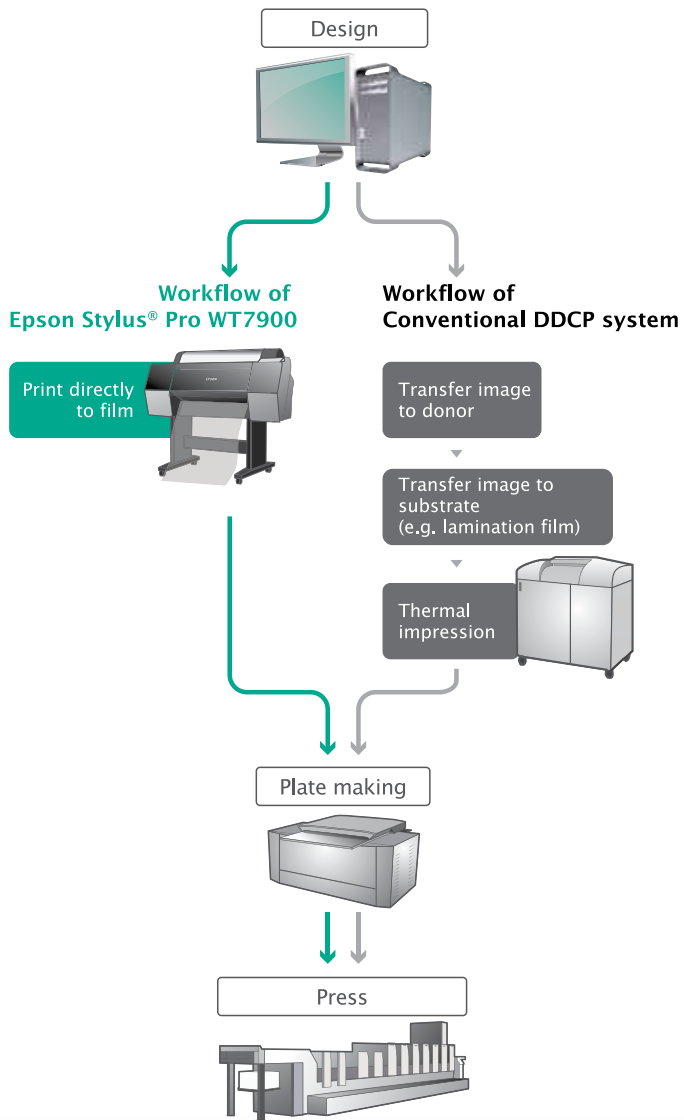 Design
Workflow of
Epson Stylus® Pro WT7900
Workflow of
Conventional DDCP system
Print directly
to film
EPSON
Transfer image
to donor
Transfer image to
substrate
(e.g. lamination film)
Thermal
impression
Plate making
Press